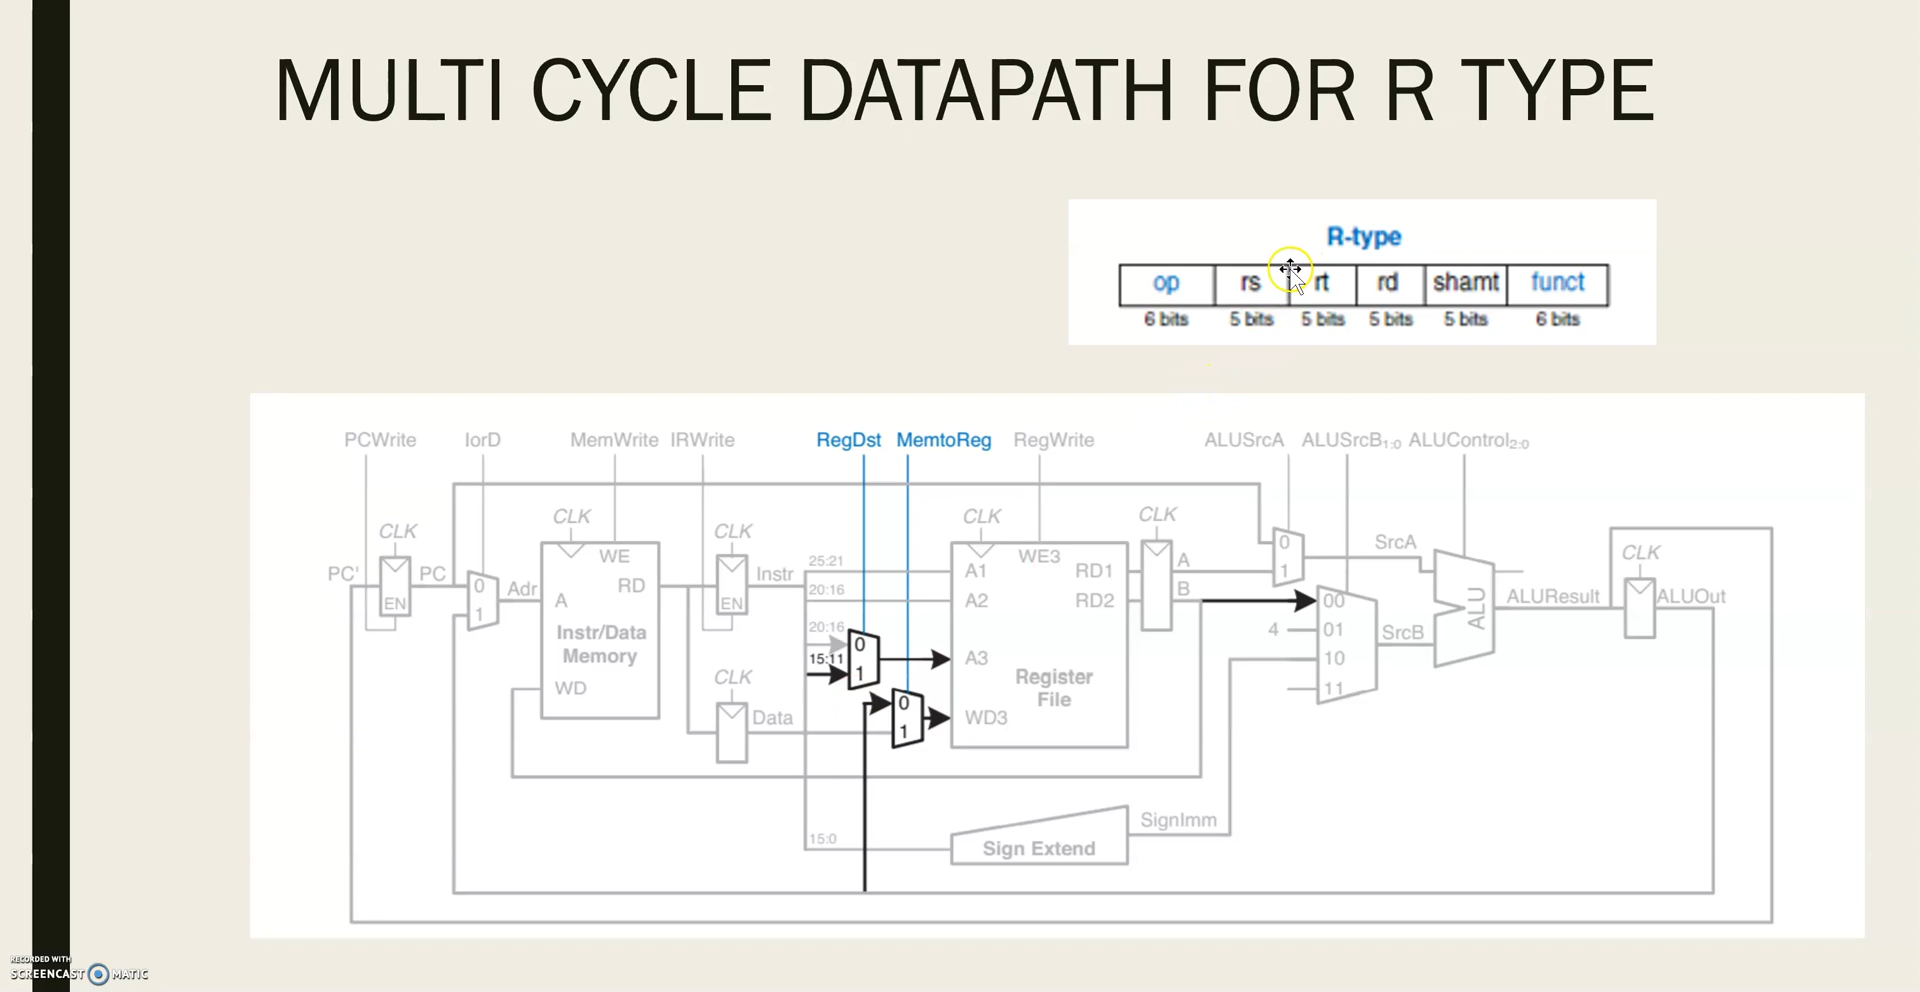 MULTI CYCLE DATAPATH FOR R TYPE
R-type
op rs rt rd shamt funct
6 bits 5 bits 5 bits 5 bits 5 bits 6 bits
PCWrite IorD MemWrite IRWrite RegDst MemtoReg RegWrite ALUSrcA ALUSrcB1:0 ALUControl2:0
CLK CLK CLK CLK CLK CLK
PC' PC EN
0 1 Adr
WE RD A Instr/Data Memory WD
EN Instr
CLK Data
25:21
20:16
20:16
15:11
0 1
0 1
WE3 A1 RD1
A2 RD2
A3
Register File
WD3
A
B
0 1 SrcA
00
4 01 SrcB
10
11
ALU ALUResult ALUOut
15:0 Sign Extend SignImm
RECORDED WITH
SCREENCAST MATIC